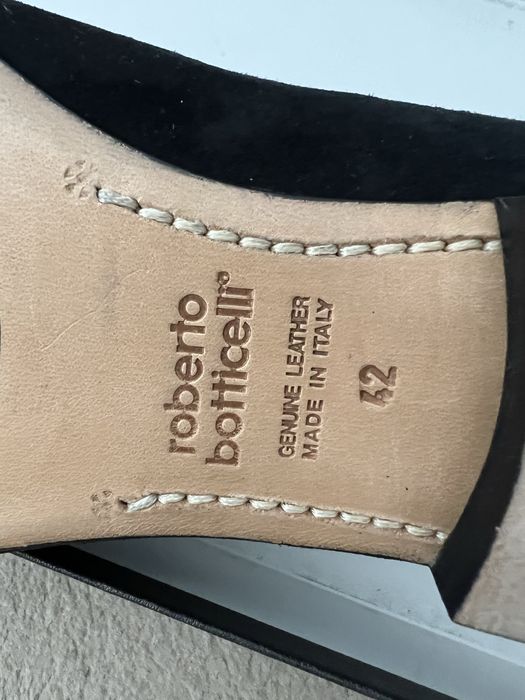 roberto
botticelli®
GENUINE LEATHER
MADE IN ITALY
42